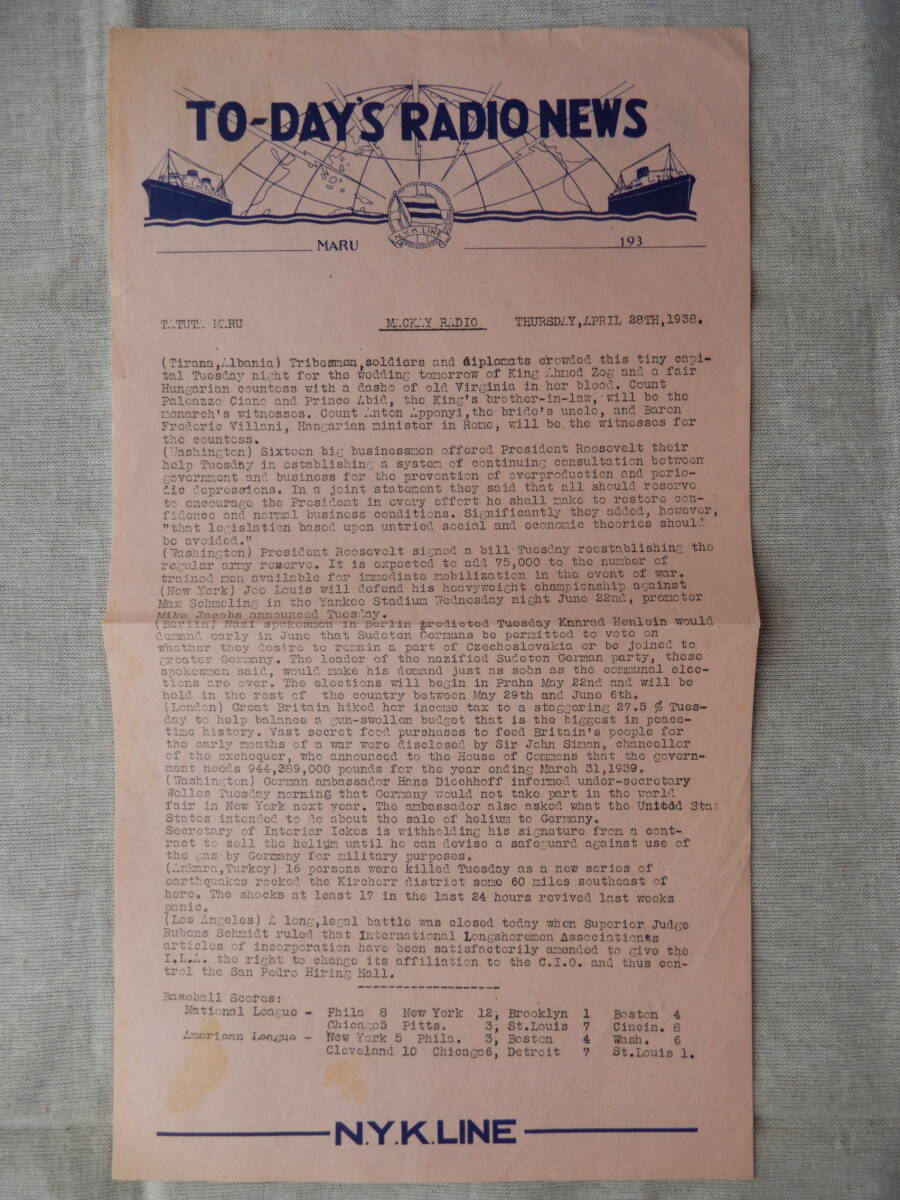 TO-DAY'S RADIO NEWS
N.Y.K. LINE
MARU 193
TATUTA MARU MACKAY RADIO THURSDAY,APRIL 28TH,1938.
(Tirana,Albania) Tribesmen,soldiers and diplomats crowded this tiny capi-
tal Tuesday night for the wedding tomorrow of King Ahmed Zog and a fair
Hungarian countess with a dashe of old Virginia in her blood. Count
Paleazzo Ciano and Prince Abid, the King's brother-in-law, will be the
monarch's witnesses. Count Anton Apponyi,the bride's uncle, and Baron
Frederic Villani, Hungarian minister in Rome, will be the witnesses for
the countess.
(Washington) Sixteen big businessmen offered President Roosevelt their
help Tuesday in establishing a system of continuing consultation between
government and business for the prevention of overproduction and perio-
dic depressions. In a joint statement they said that all should reserve
to encourage the President in every effort he shall make to restore con-
fidence and normal business conditions. Significantly they added, however,
"that legislation based upon untried social and economic theories should
be avoided."
(Washington) President Roosevelt signed a bill Tuesday reestablishing the
regular army reserve. It is expected to add 75,000 to the number of
trained men available for immediate mobilization in the event of war.
(New York) Joe Louis will defend his heavyweight championship against
Max Schmeling in the Yankee Stadium Wednesday night June 22nd, promoter
Mike Jacobs announced Tuesday.
(Berlin) Nazi spokesmen in Berlin predicted Tuesday Knnrad Henlein would
demand early in June that Sudeten Germans be permitted to vote on
whether they desire to remain a part of Czechoslovakia or be joined to
greater Germany. The leader of the nazified Sudeten German party, these
spokesmen said, would make his demand just as soon as the communal elec-
tions are over. The elections will begin in Praha May 22nd and will be
held in the rest of the country between May 29th and June 6th.
(London) Great Britain hiked her income tax to a staggering 27.5 % Tues-
day to help balance a gun-swollen budget that is the biggest in peace-
time history. Vast secret food purshases to feed Britain's people for
the early months of a war were disclosed by Sir John Simon, chancellor
of the exchequer, who announced to the House of Commons that the govern-
ment needs 944,389,000 pounds for the year ending March 31,1939.
(Washington) German ambassador Hans Diechhoff informed under-secretary
Welles Tuesday norning that Germany would not take part in the world
fair in New York next year. The ambassador also asked what the United Stat
States intended to do about the sale of helium to Germany.
Secretary of Interior Ickes is withholding his signature from a cont-
ract to sell the helium until he can devise a safeguard against use of
the gas by Germany for military purposes.
(Ankara,Turkey) 16 persons were killed Tuesday as a new series of
earthquakes rocked the Kircherr district some 60 miles southeast of
here. The shocks at least 17 in the last 24 hours revived last weeks
panic.
(Los Angeles) A long,legal battle was closed today when Superior Judge
Rubens Schmidt ruled that International Longshoremen Associations
articles of incorporation have been satisfactorily amended to give the
I.L.A. the right to change its affiliation to the C.I.O. and thus con-
trol the San Pedro Hiring Hall.
Baseball Scores:
National League - Phila 8 New York 12, Brooklyn 1 Boston 4
Chicago5 Pitts. 3, St.Louis 7 Cincin. 8
American League - New York 5 Phila. 3, Boston 4 Wash. 6
Cleveland 10 Chicago6, Detroit 7 St.Louis 1.
N.Y.K.LINE